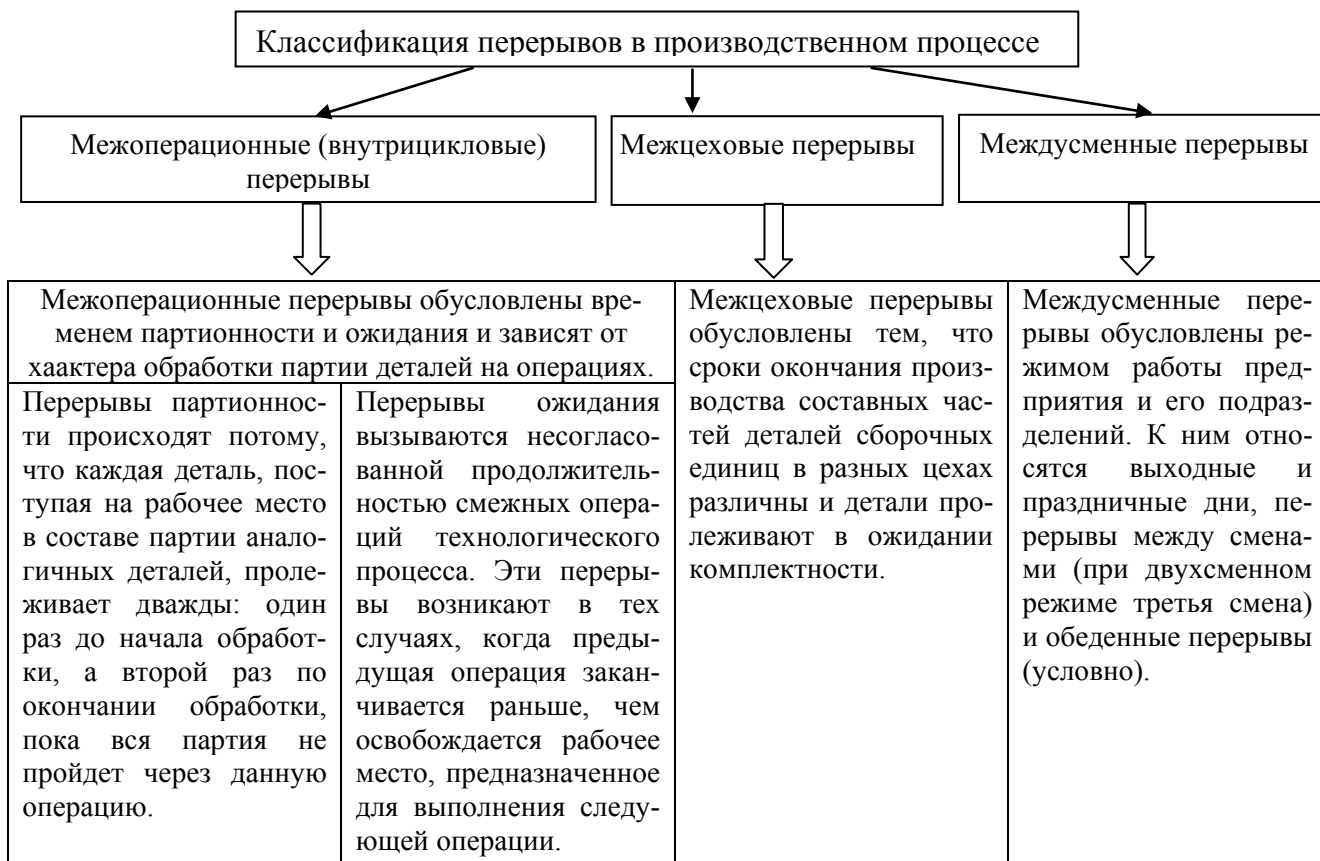 Классификация перерывов в производственном процессе
Межоперационные (внутрицикловые)
перерывы
Межцеховые перерывы
Междусменные перерывы
Межоперационные перерывы обусловлены вре-
менем партионности и ожидания и зависят от
хаактера обработки партии деталей на операциях.
Перерывы партионнос-
ти происходят потому,
что каждая деталь, пос-
тупая на рабочее место
в составе партии анало-
гичных деталей, проле-
живает дважды: один
раз до начала обработ-
ки, а второй раз по
окончании обработки,
пока вся партия не
пройдет через данную
операцию.
Перерывы ожидания
вызываются несогласо-
ванной продолжитель-
ностью смежных опера-
ций технологического
процесса. Эти переры-
вы возникают в тех
случаях, когда преды-
дущая операция закан-
чивается раньше, чем
освобождается рабочее
место, предназначенное
для выполнения следу-
ющей операции.
Межцеховые перерывы
обусловлены тем, что
сроки окончания произ-
водства составных час-
тей деталей сборочных
единиц в разных цехах
различны и детали про-
леживают в ожидании
комплектности.
Междусменные пере-
рывы обусловлены ре-
жимом работы пред-
приятия и его подраз-
делений. К ним отно-
сятся выходные и
праздничные дни, пе-
рерывы между смена-
ми (при двухсменном
режиме третья смена)
и обеденные перерывы
(условно).